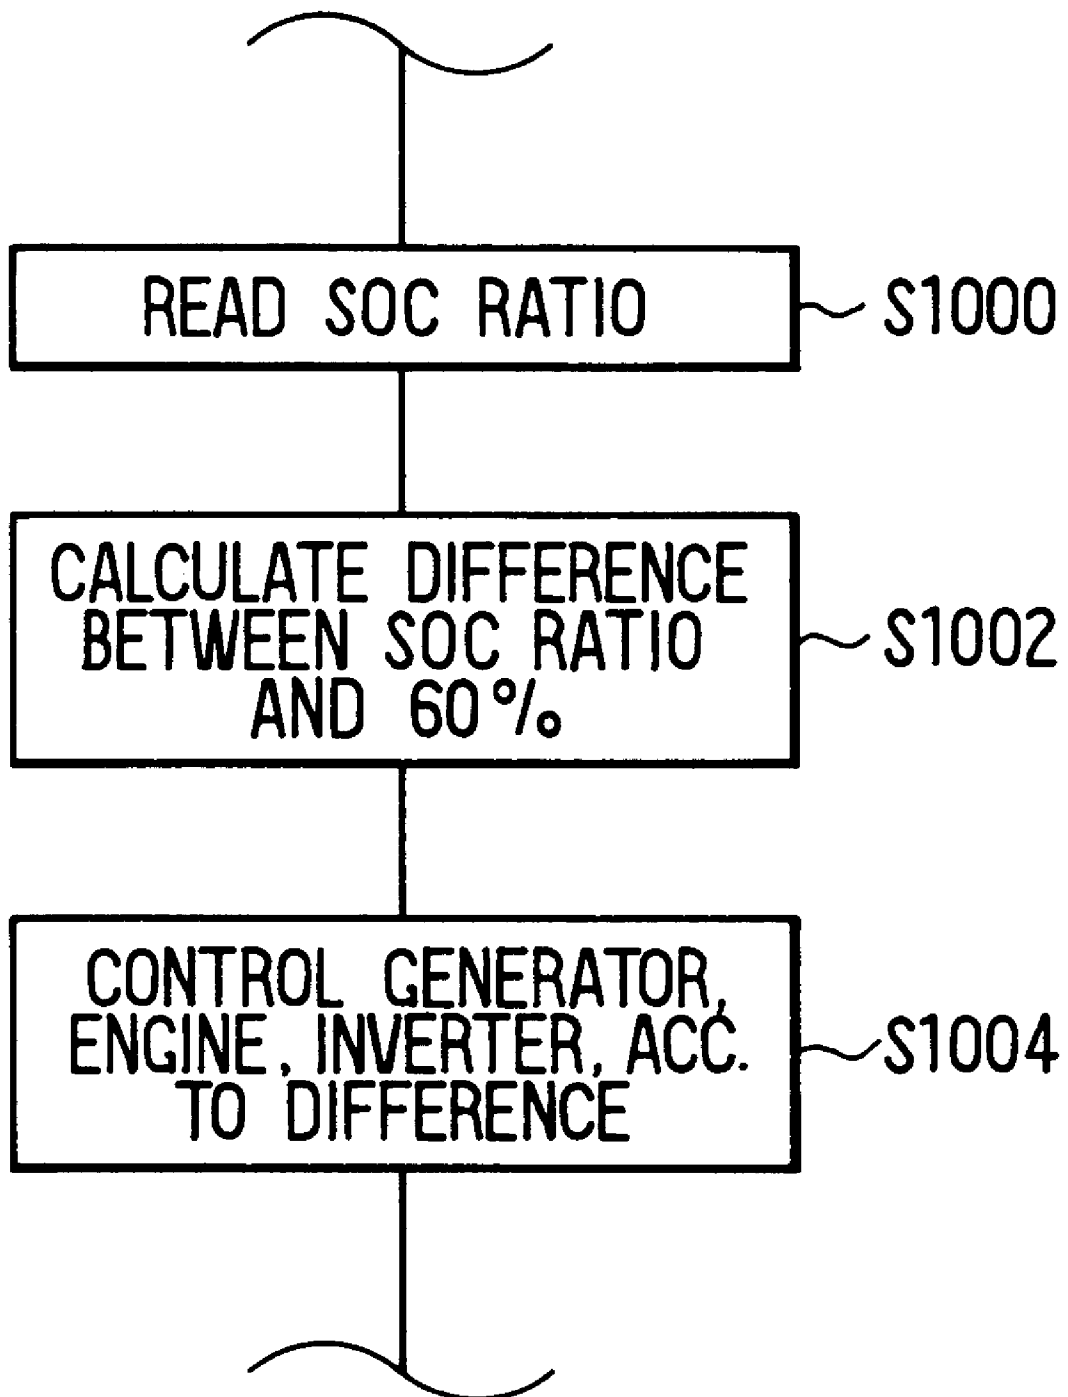 READ SOC RATIO
S1000
CALCULATE DIFFERENCE
BETWEEN SOC RATIO
AND 60%
S1002
CONTROL GENERATOR,
ENGINE, INVERTER, ACC.
TO DIFFERENCE
S1004